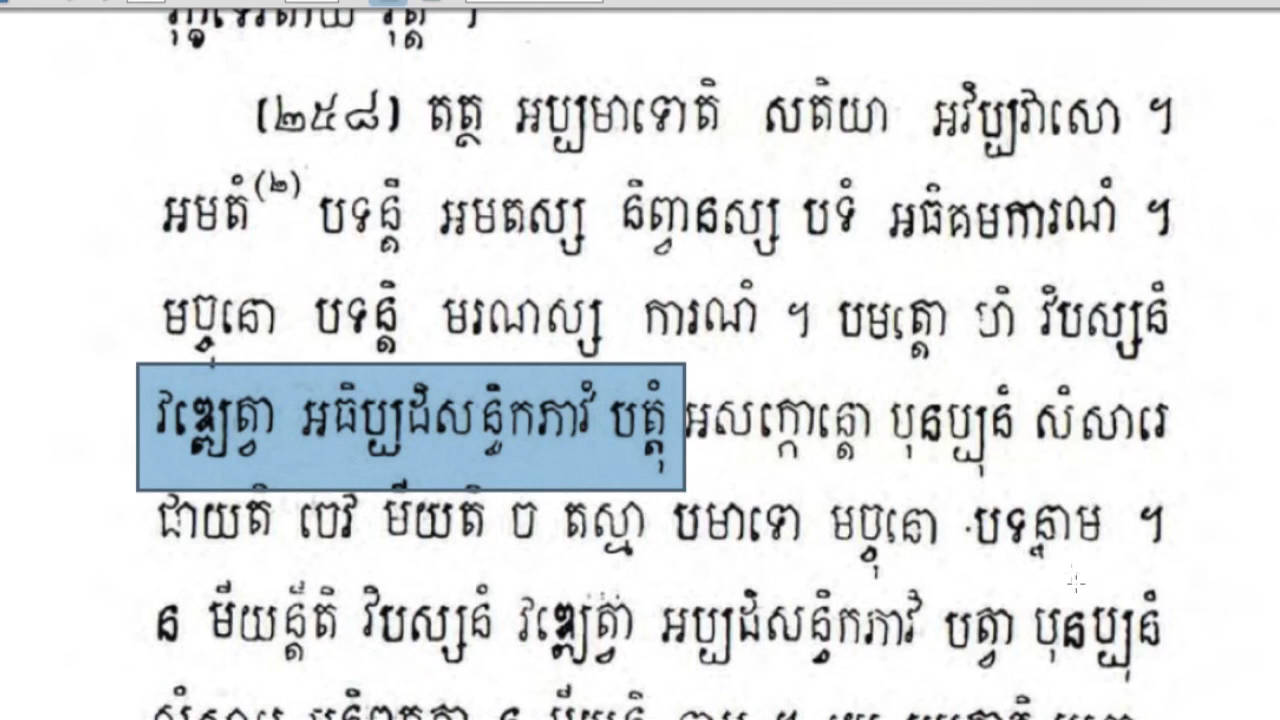 (២៥៨) តត្ថ អប្បមាទោតិ សតិយា អវិប្បវាសោ ។
អមតំ(២) បទន្តិ អមតស្ស និព្វានស្ស បទំ អធិគមការណំ ។
មច្ចុនោ បទន្តិ មរណស្ស ការណំ ។ បមត្តោ ហិ វិបស្សនំ
វឌ្ឍេត្វា អធិប្បដិសន្ធិកភាវំ បត្តុំ អសក្កោន្តោ បុនប្បុនំ សំសារេ
ជាយតិ ចេវ មីយតិ ច តស្មា បមាទោ មច្ចុនោ បទន្នាម ។
ន មីយន្តីតិ វិបស្សនំ វឌ្ឍេត្វា អប្បដិសន្ធិកភាវំ បត្វា បុនប្បុនំ